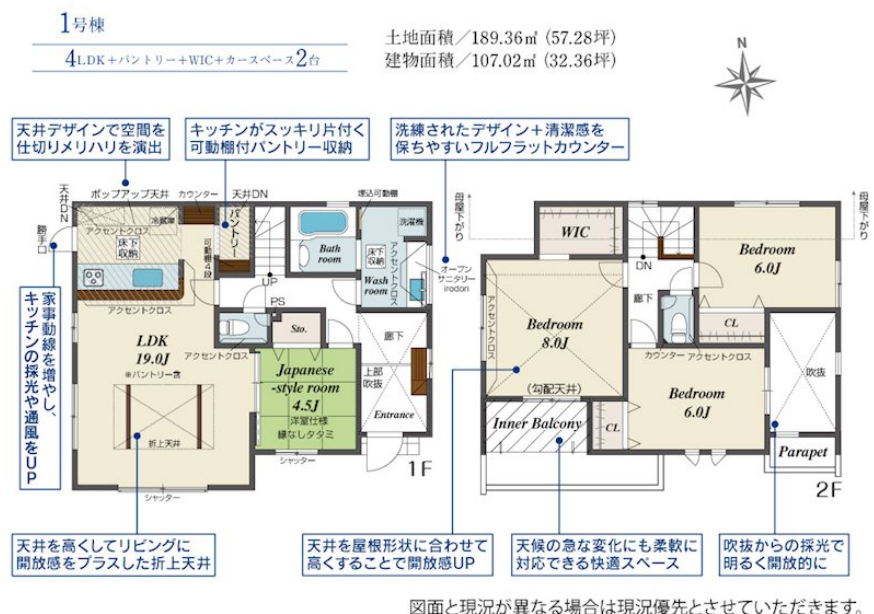 1号棟
4LDK+パントリー+WIC+カースペース2台
土地面積／189.36㎡ (57.28坪)
建物面積／107.02㎡ (32.36坪)
N
天井デザインで空間を
仕切りメリハリを演出
キッチンがスッキリ片付く
可動棚付パントリー収納
洗練されたデザイン+清潔感を
保ちやすいフルフラットカウンター
天井DN
ポップアップ天井
カウンター
天井DN
埋込可動棚
勝手口
アクセントクロス
冷蔵庫
床下
収納
可動棚4段
パントリー
アクセントクロス
UP
PS
Bath
room
洗濯機
床下
収納
アクセントクロス
Wash
room
オープン
サニタリー
irodori
家事動線を増やし、
キッチンの採光や通風をUP
LDK
19.0J
※パントリー含
折上天井
シャッター
アクセントクロス
Sto.
Japanese
-style room
4.5J
洋室仕様
縁なしタタミ
シャッター
廊下
上部
吹抜
Entrance
1F
母屋下がり
母屋下がり
WIC
DN
廊下
Bedroom
6.0J
アクセントクロス
Bedroom
8.0J
(勾配天井)
CL
カウンター
アクセントクロス
Inner Balcony
CL
Bedroom
6.0J
吹抜
Parapet
2F
天井を高くしてリビングに
開放感をプラスした折上天井
天井を屋根形状に合わせて
高くすることで開放感UP
天候の急な変化にも柔軟に
対応できる快適スペース
吹抜からの採光で
明るく開放的に
図面と現況が異なる場合は現況優先とさせていただきます。